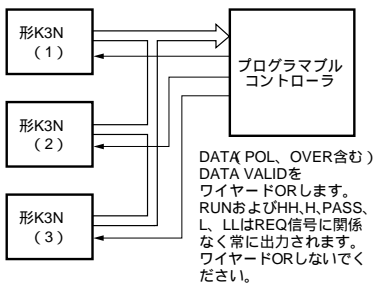 形K3N
（1）
プログラマブル
コントローラ
形K3N
（2）
形K3N
（3）
DATA（POL、OVER含む）
DATA VALIDを
ワイヤードORします。
RUNおよびHH､H､PASS、
L、LLはREQ信号に関係
なく常に出力されます。
ワイヤードORしないでく
ださい。